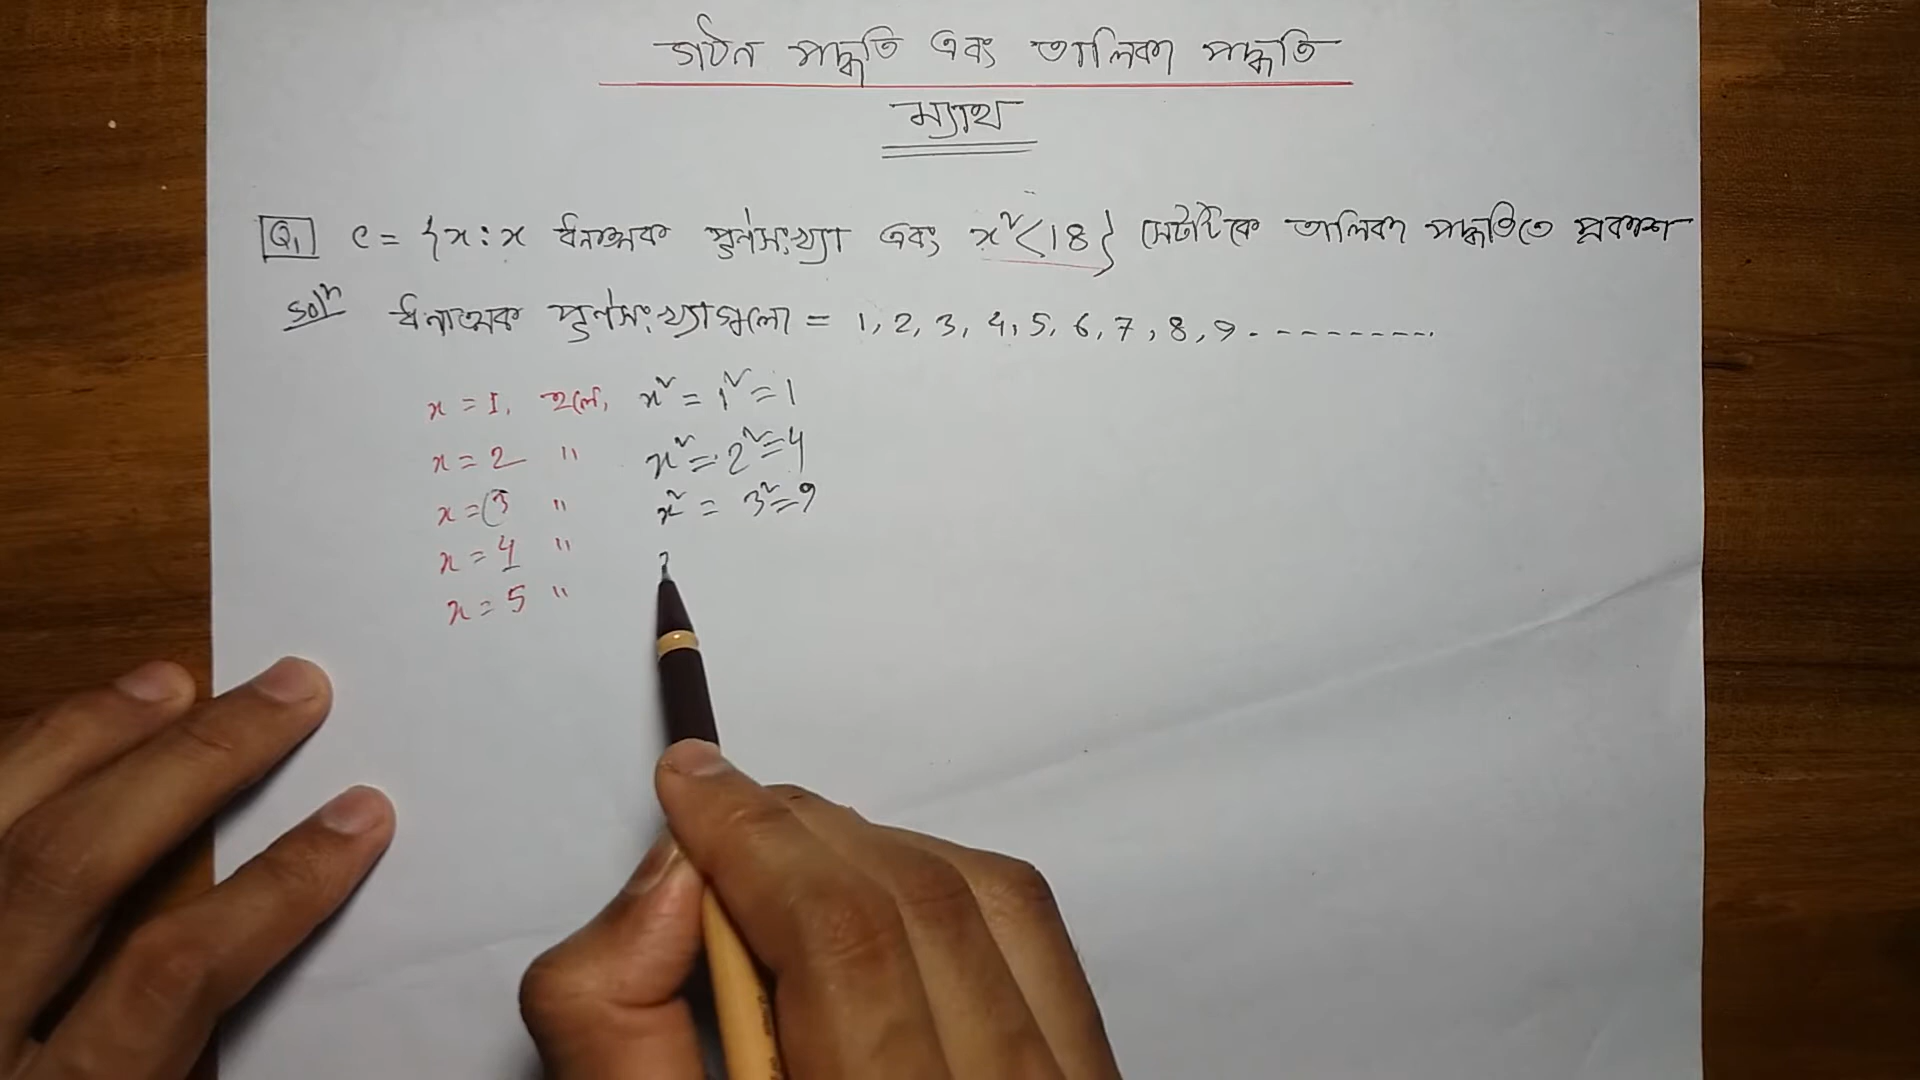 গঠন পদ্ধতি এবং তালিকা পদ্ধতি
ম্যাথ
Q₁ C = {x : x ধনাত্মক পুর্ণসংখ্যা এবং x² < 18} সেটটিকে তালিকা পদ্ধতিতে প্রকাশ
Solⁿ ধনাত্মক পুর্ণসংখ্যাগুলো = 1, 2, 3, 4, 5, 6, 7, 8, 9. --------.
x = 1, হলে, x² = 1² = 1
x = 2 " x² = 2² = 4
x = 3 " x² = 3² = 9
x = 4 "
x = 5 "